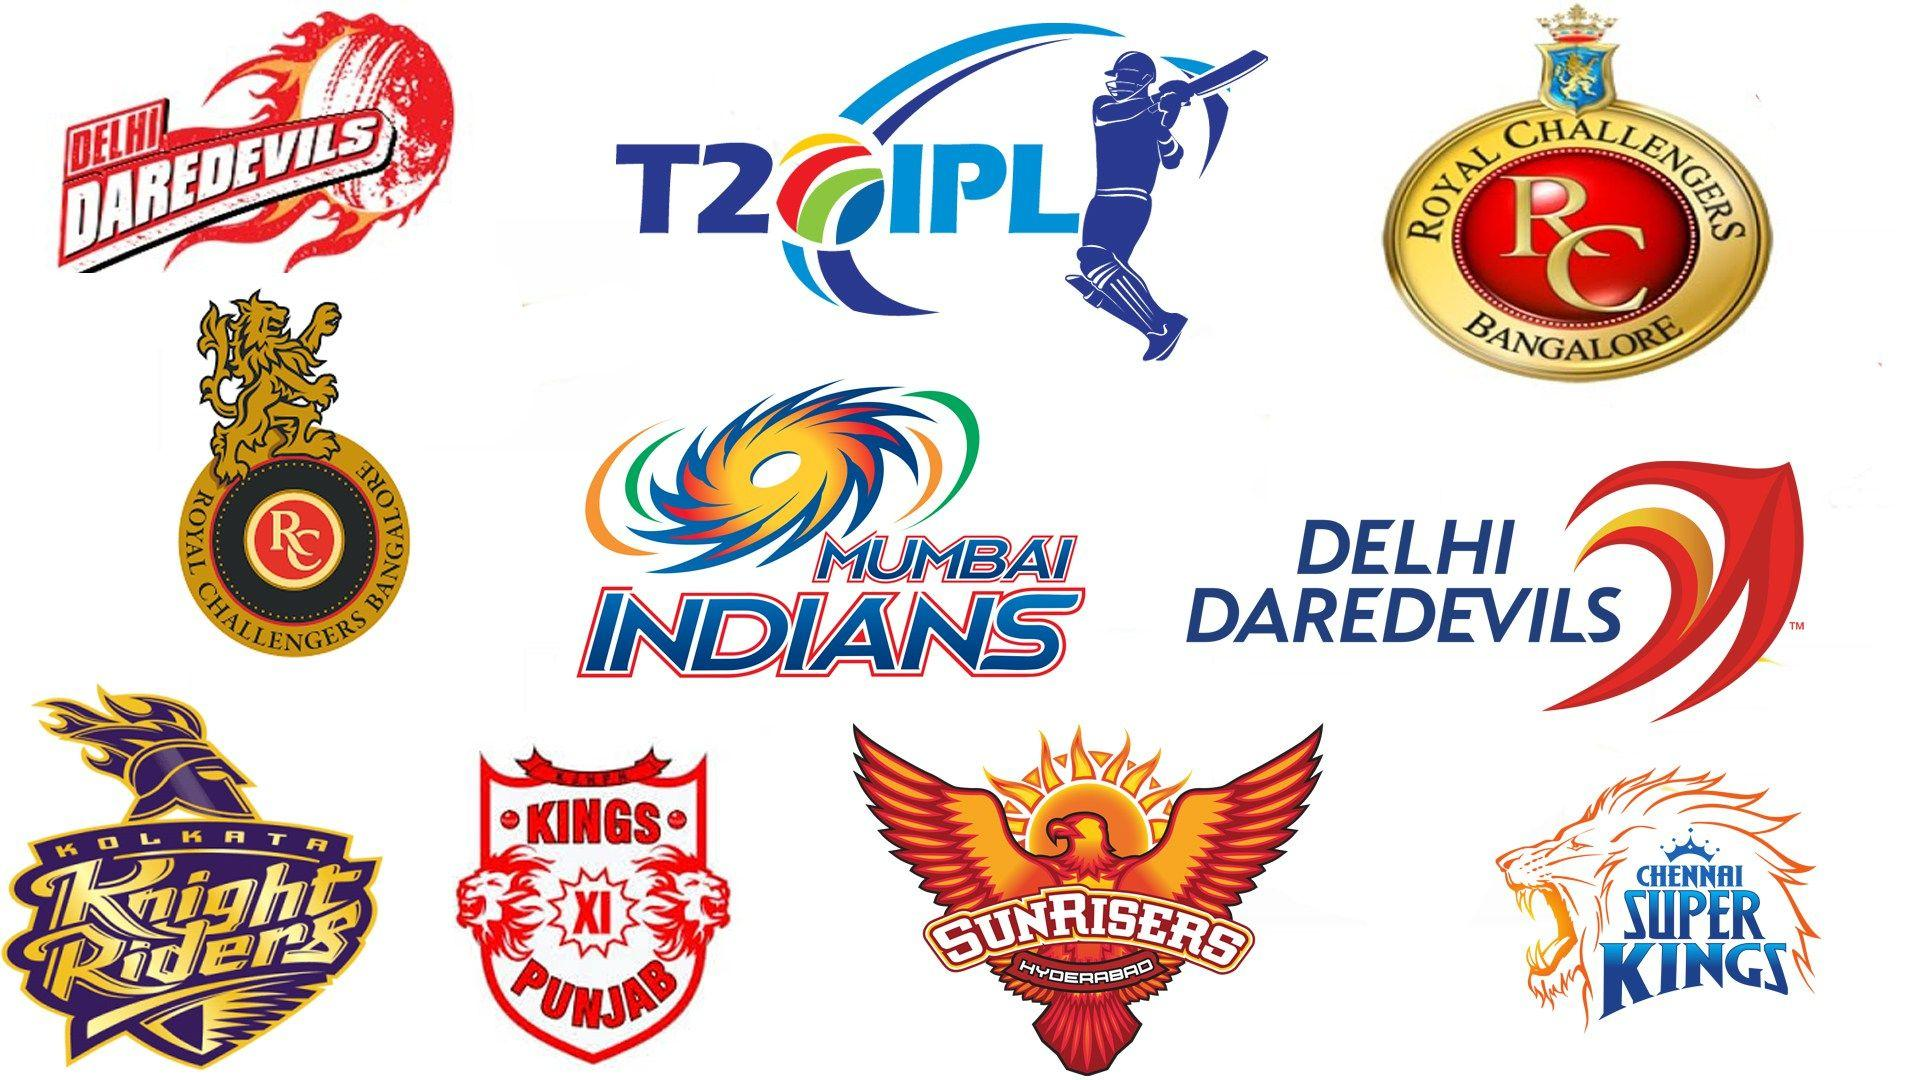 DELHI
DAREDEVILS
T20 IPL
ROYAL CHALLENGERS
RC
BANGALORE
RC
ROYAL CHALLENGERS BANGALORE
MUMBAI
INDIANS
DELHI
DAREDEVILS
TM
KOLKATA
Knight
Riders
KINGS
XI
PUNJAB
SUNRISERS
HYDERABAD
CHENNAI
SUPER
KINGS